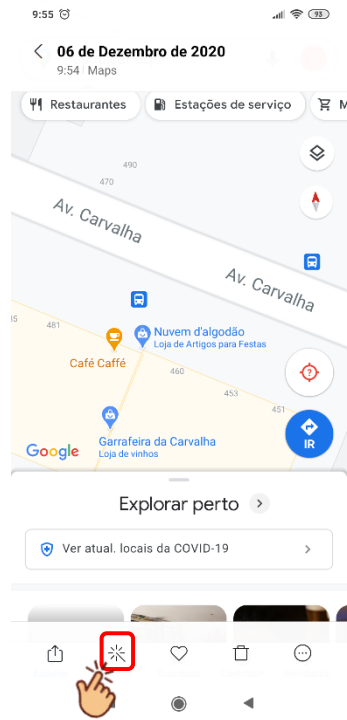 9:55
93
06 de Dezembro de 2020
9:54 Maps
Restaurantes
Estações de serviço
M
490
470
Av. Carvalha
Av. Carvalha
15
481
Nuvem d'algodão
Loja de Artigos para Festas
Café Caffé
460
453
451
Garrafeira da Carvalha
Loja de vinhos
Google
IR
Explorar perto
Ver atual. locais da COVID-19